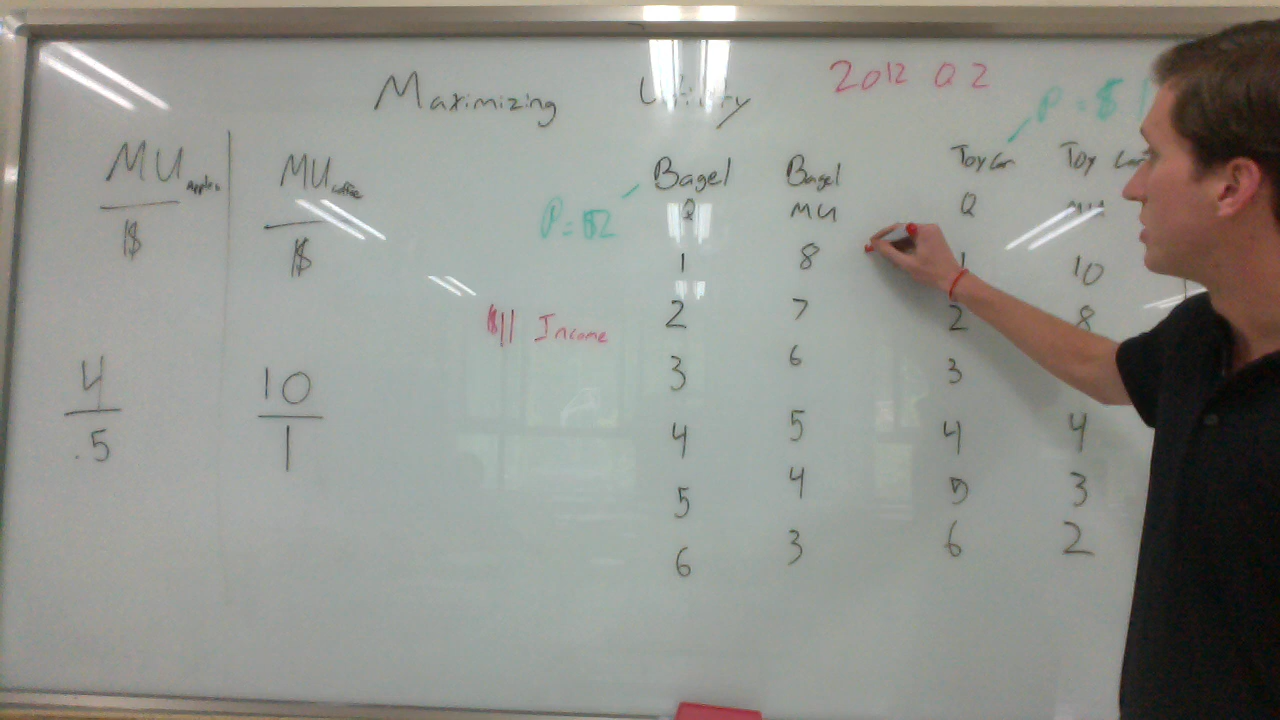 Maximizing Utility
2012 Q2
P = $1
MU Apples
$
MU coffee
$
P = $2
Bagel Bagel Toy Car Toy Car
Q MU Q MU
1 8 1 10
2 7 2 8
$11 Income
3 6 3
4 5 4 4
5 4 5 3
6 3 6 2
4
.5
10
1